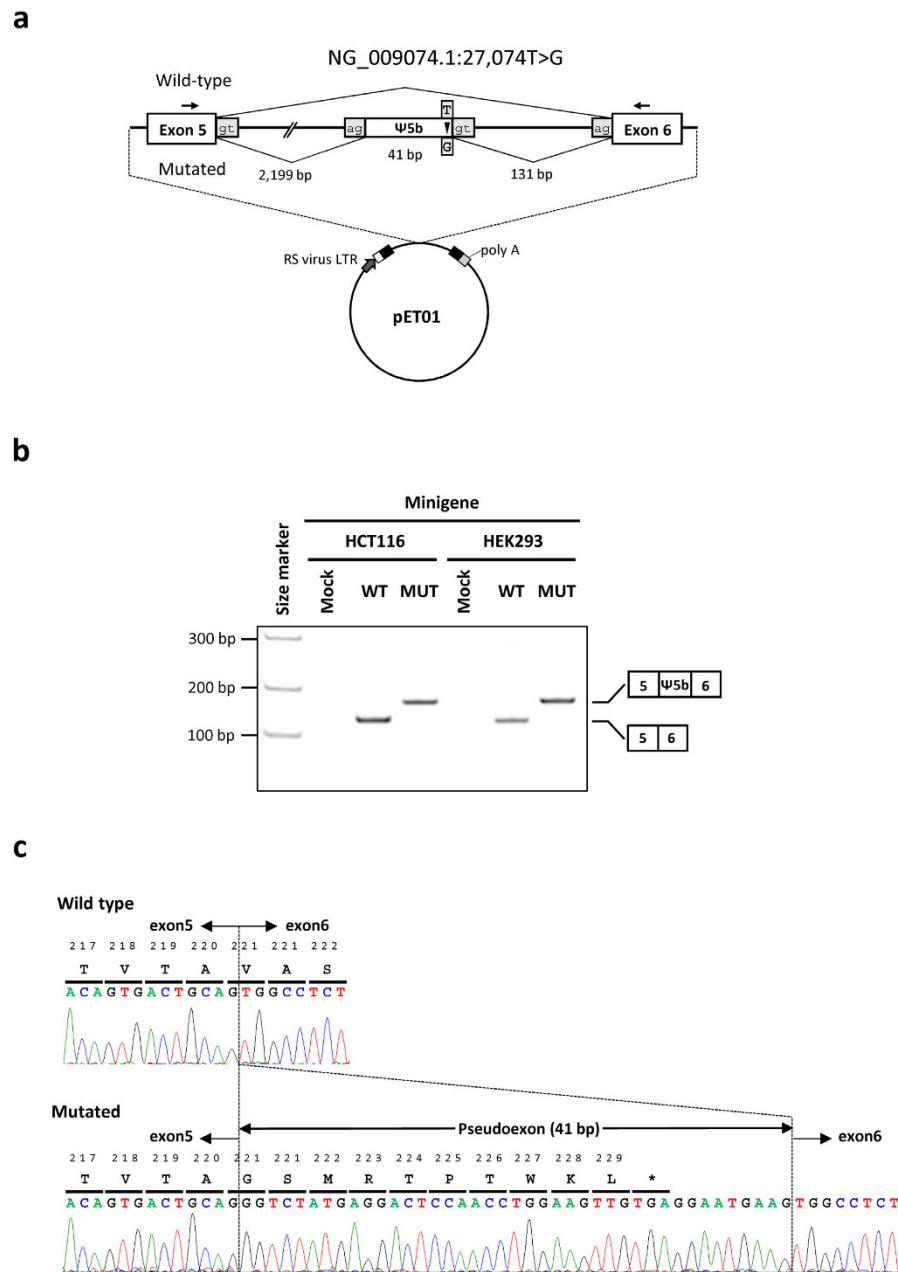 a
NG_009074.1:27,074T>G
Wild-type
Exon 5 gt ag Ψ5b T G gt ag Exon 6
Mutated
41 bp
2,199 bp
131 bp
RS virus LTR
poly A
pET01
b
Minigene
HCT116 HEK293
Size marker Mock WT MUT Mock WT MUT
300 bp
200 bp
100 bp
5 Ψ5b 6
5 6
c
Wild type
exon5 exon6
217 218 219 220 221 221 222
T V T A V A S
ACAGTGACTGCAGTGGCCTCT
Mutated
exon5 Pseudoexon (41 bp) exon6
217 218 219 220 221 221 222 223 224 225 226 227 228 229
T V T A G S M R T P T W K L *
ACAGTGACTGCAGGGTCTATGAGGACTCCAACCTGGAAGTTGTGAGGAATGAAGTGGCCTCT